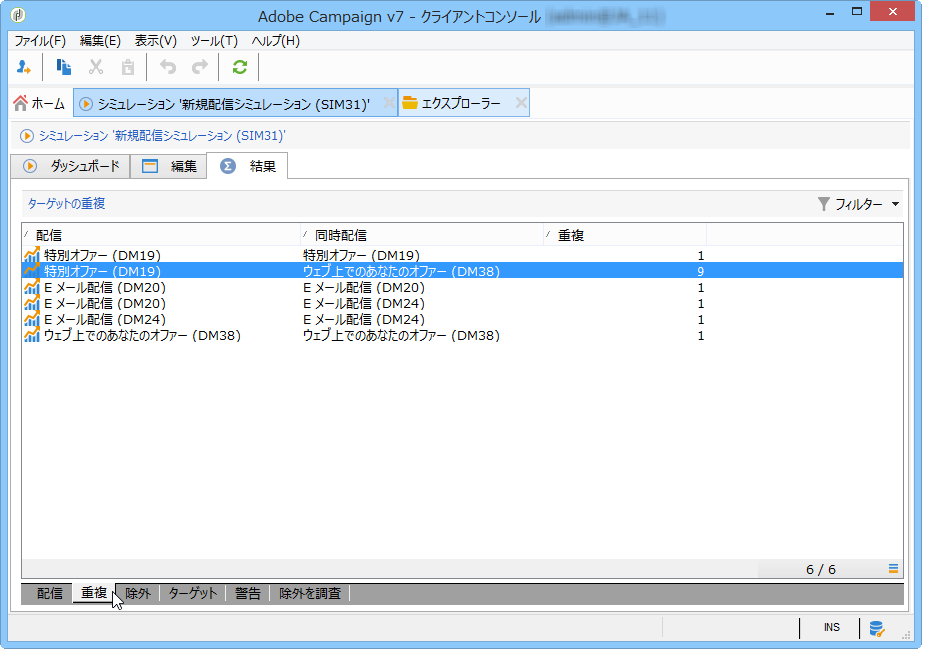 Adobe Campaign v7 - クライアントコンソール
ファイル(F) 編集(E) 表示(V) ツール(T) ヘルプ(H)
ホーム シミュレーション '新規配信シミュレーション (SIM31)' エクスプローラー
シミュレーション '新規配信シミュレーション (SIM31)'
ダッシュボード 編集 Σ 結果
ターゲットの重複 フィルター
配信 同時配信 重複
特別オファー (DM19) 特別オファー (DM19) 1
特別オファー (DM19) ウェブ上でのあなたのオファー (DM38) 9
E メール配信 (DM20) E メール配信 (DM20) 1
E メール配信 (DM20) E メール配信 (DM24) 1
E メール配信 (DM24) E メール配信 (DM24) 1
ウェブ上でのあなたのオファー (DM38) ウェブ上でのあなたのオファー (DM38) 1
6 / 6
配信 重複 除外 ターゲット 警告 除外を調査
INS